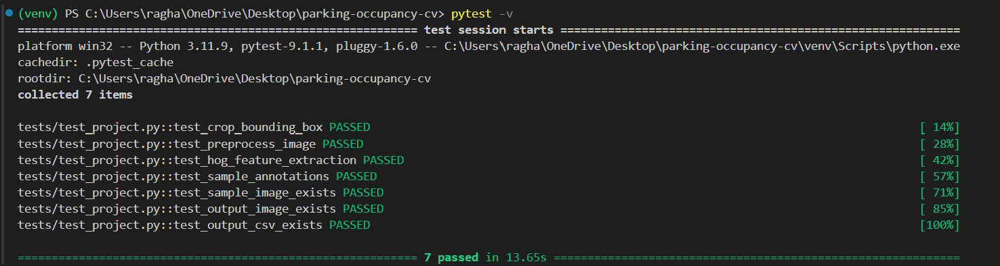 (venv) PS C:\Users\ragha\OneDrive\Desktop\parking-occupancy-cv> pytest -v
=========================================================== test session starts ===========================================================
platform win32 -- Python 3.11.9, pytest-9.1.1, pluggy-1.6.0 -- C:\Users\ragha\OneDrive\Desktop\parking-occupancy-cv\venv\Scripts\python.exe
cachedir: .pytest_cache
rootdir: C:\Users\ragha\OneDrive\Desktop\parking-occupancy-cv
collected 7 items
tests/test_project.py::test_crop_bounding_box PASSED [ 14%]
tests/test_project.py::test_preprocess_image PASSED [ 28%]
tests/test_project.py::test_hog_feature_extraction PASSED [ 42%]
tests/test_project.py::test_sample_annotations PASSED [ 57%]
tests/test_project.py::test_sample_image_exists PASSED [ 71%]
tests/test_project.py::test_output_image_exists PASSED [ 85%]
tests/test_project.py::test_output_csv_exists PASSED [100%]
=========================================================== 7 passed in 13.65s ============================================================